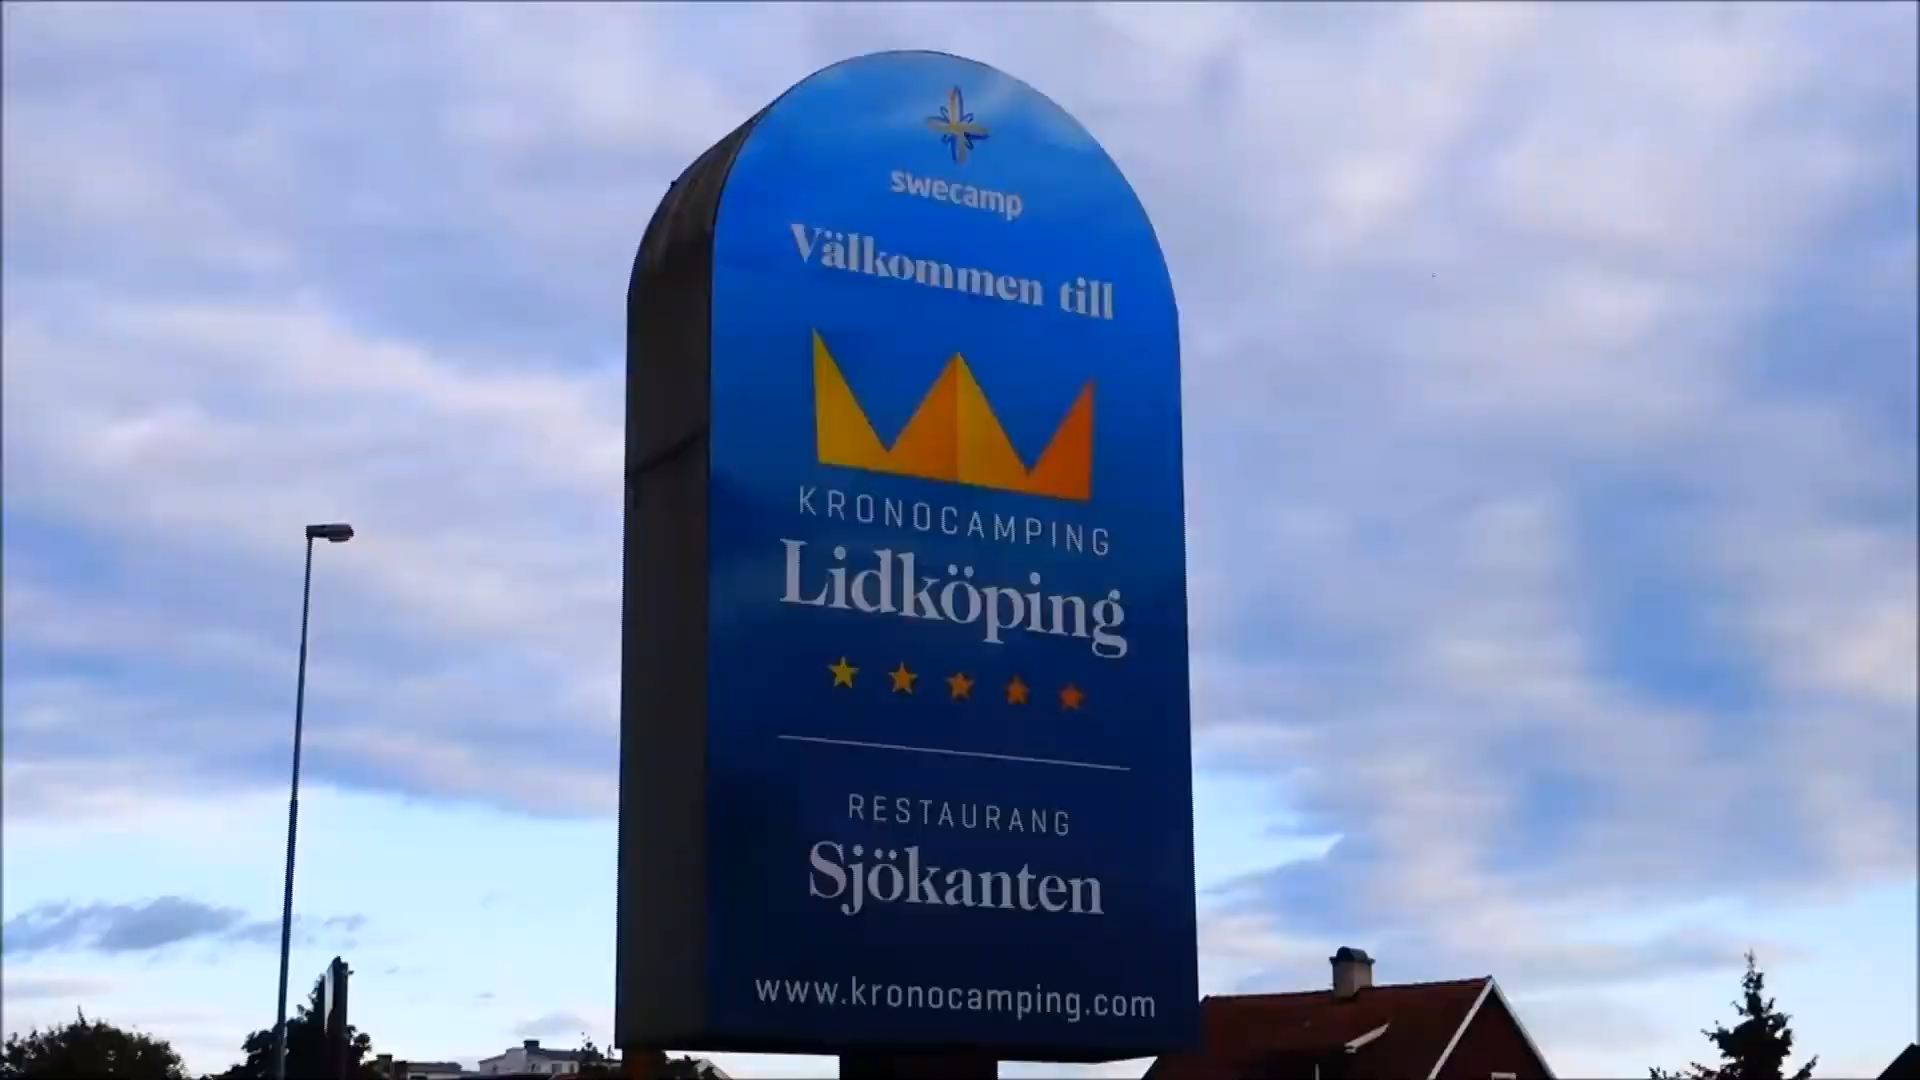 swecamp
Välkommen till
KRONOCAMPING
Lidköping
RESTAURANG
Sjökanten
www.kronocamping.com